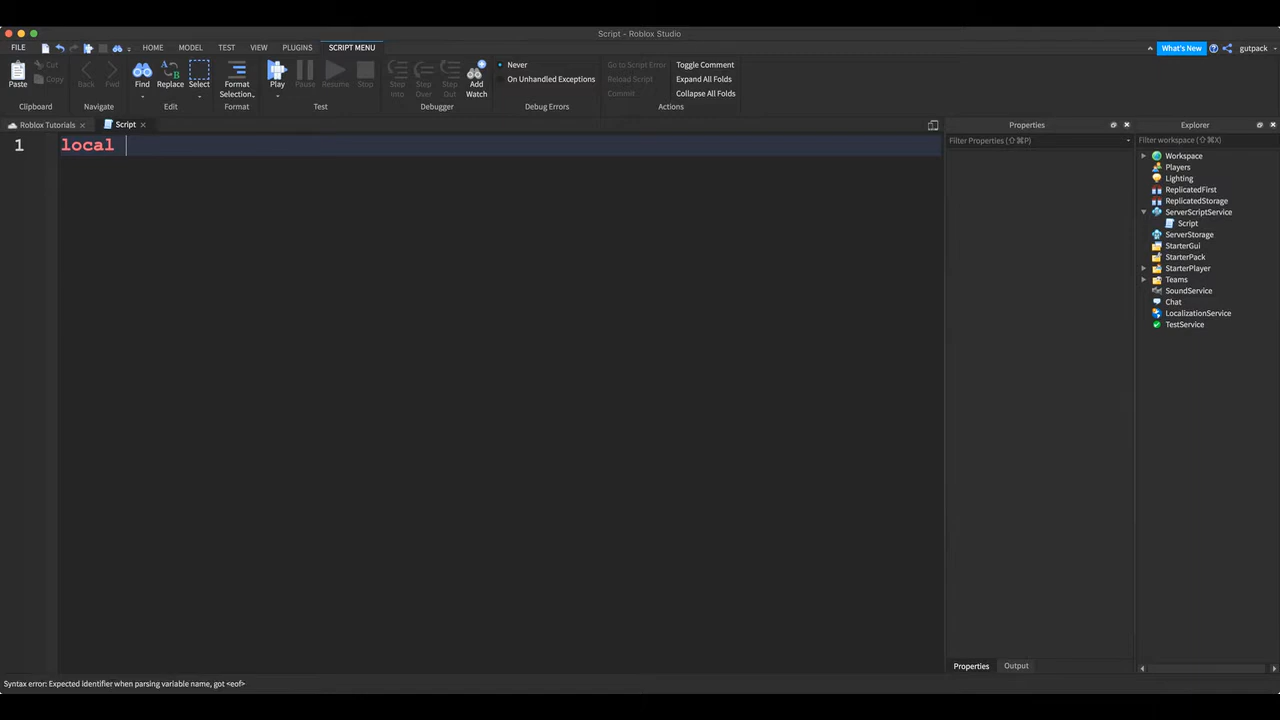 Script - Roblox Studio
FILE HOME MODEL TEST VIEW PLUGINS SCRIPT MENU What's New gutpack
Paste Cut Copy Back Fwd Find Replace Select Format Selection Play Pause Resume Stop Step Into Step Over Step Out Add Watch Never On Unhandled Exceptions Go to Script Error Reload Script Commit Toggle Comment Expand All Folds Collapse All Folds
Clipboard Navigate Edit Format Test Debugger Debug Errors Actions
Roblox Tutorials Script Properties Explorer
1 local
Filter Properties (⇧⌘P)
Filter workspace (⇧⌘X)
Workspace
Players
Lighting
ReplicatedFirst
ReplicatedStorage
ServerScriptService
Script
ServerStorage
StarterGui
StarterPack
StarterPlayer
Teams
SoundService
Chat
LocalizationService
TestService
Properties Output
Syntax error: Expected identifier when parsing variable name, got <eof>